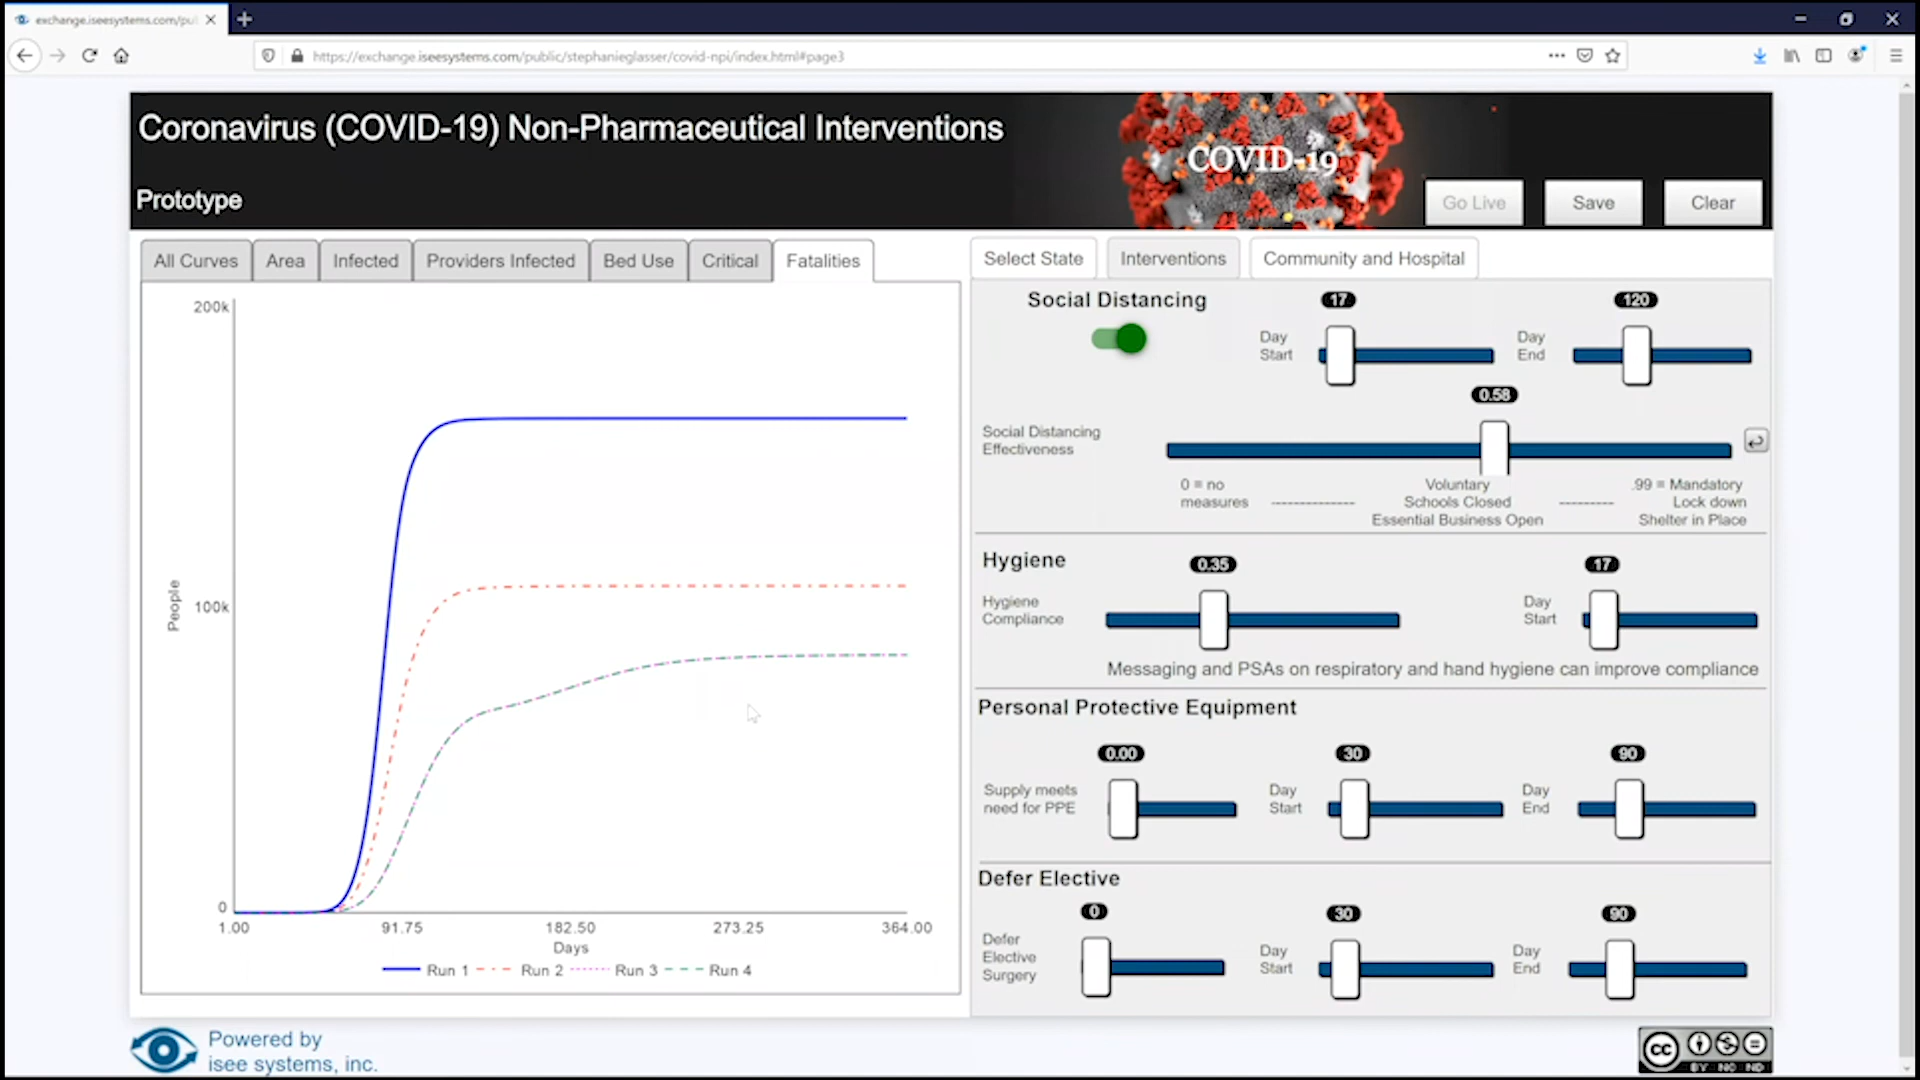 exchange.iseesystems.com/pu
https://exchange.iseesystems.com/public/stephanieglasser/covid-npi/index.html#page3
Coronavirus (COVID-19) Non-Pharmaceutical Interventions
COVID-19
Prototype
Go Live
Save
Clear
All Curves
Area
Infected
Providers Infected
Bed Use
Critical
Fatalities
200k
100k
0
People
1.00
91.75
182.50
273.25
364.00
Days
Run 1
Run 2
Run 3
Run 4
Select State
Interventions
Community and Hospital
Social Distancing
17
120
Day
Start
Day
End
0.58
Social Distancing
Effectiveness
0 = no
measures
Voluntary
Schools Closed
Essential Business Open
.99 = Mandatory
Lock down
Shelter in Place
Hygiene
0.35
17
Hygiene
Compliance
Day
Start
Messaging and PSAs on respiratory and hand hygiene can improve compliance
Personal Protective Equipment
0.00
30
90
Supply meets
need for PPE
Day
Start
Day
End
Defer Elective
0
30
90
Defer
Elective
Surgery
Day
Start
Day
End
Powered by
isee systems, inc.
cc
BY NC ND